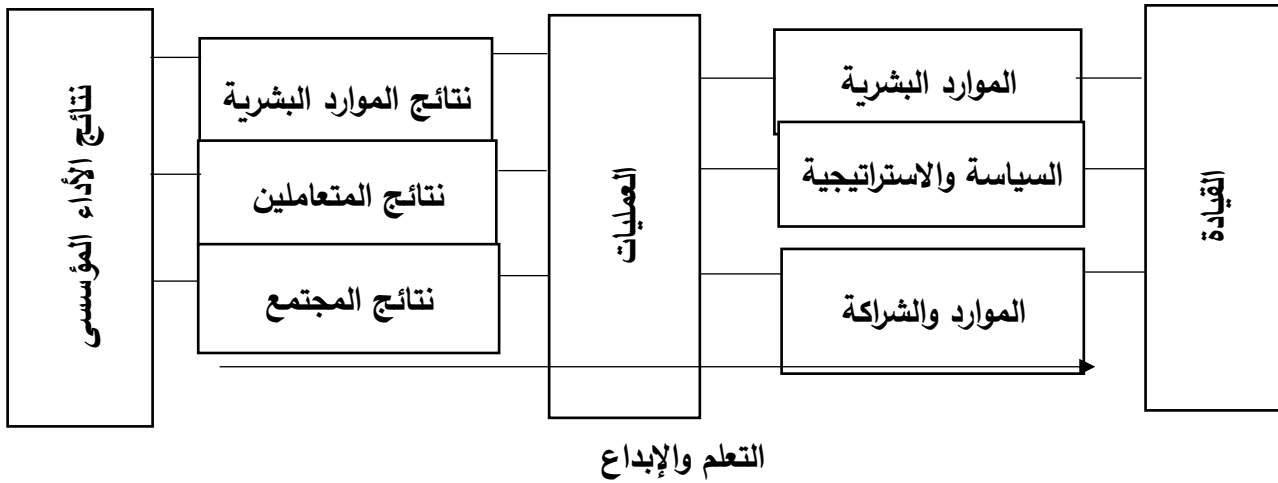 القيادة
الموارد البشرية
السياسة والاستراتيجية
الموارد والشراكة
العمليات
نتائج الموارد البشرية
نتائج المتعاملين
نتائج المجتمع
نتائج الأداء المؤسسى
التعلم والإبداع